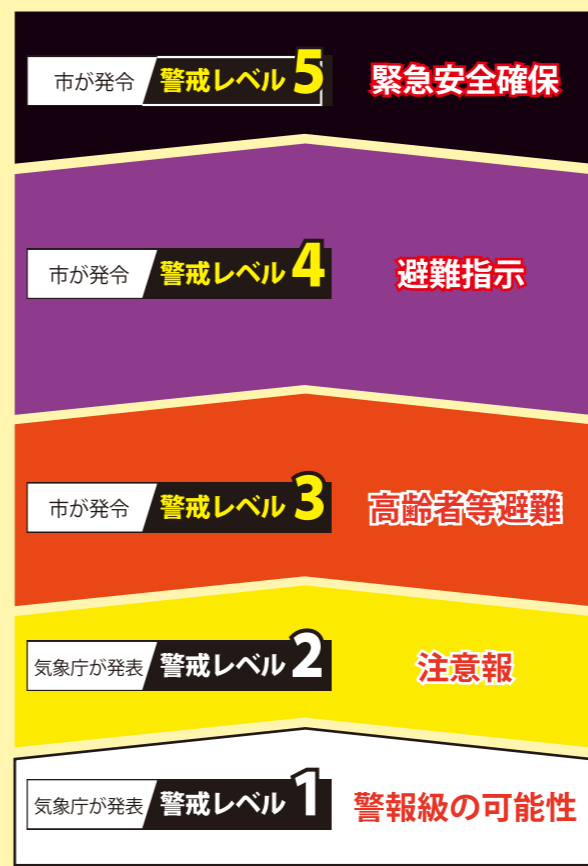 市が発令 警戒レベル5 緊急安全確保
市が発令 警戒レベル4 避難指示
市が発令 警戒レベル3 高齢者等避難
気象庁が発表 警戒レベル2 注意報
気象庁が発表 警戒レベル1 警報級の可能性